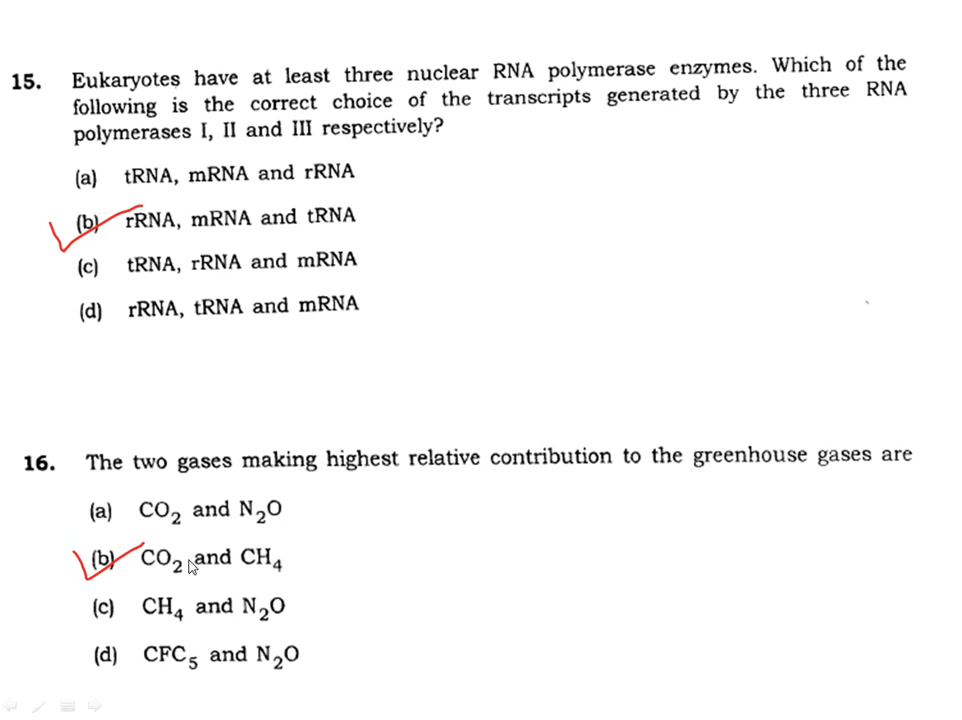 15. Eukaryotes have at least three nuclear RNA polymerase enzymes. Which of the
following is the correct choice of the transcripts generated by the three RNA
polymerases I, II and III respectively?
(a) tRNA, mRNA and rRNA
(b) rRNA, mRNA and tRNA
(c) tRNA, rRNA and mRNA
(d) rRNA, tRNA and mRNA
16. The two gases making highest relative contribution to the greenhouse gases are
(a) CO₂ and N₂O
(b) CO₂ and CH₄
(c) CH₄ and N₂O
(d) CFC₅ and N₂O